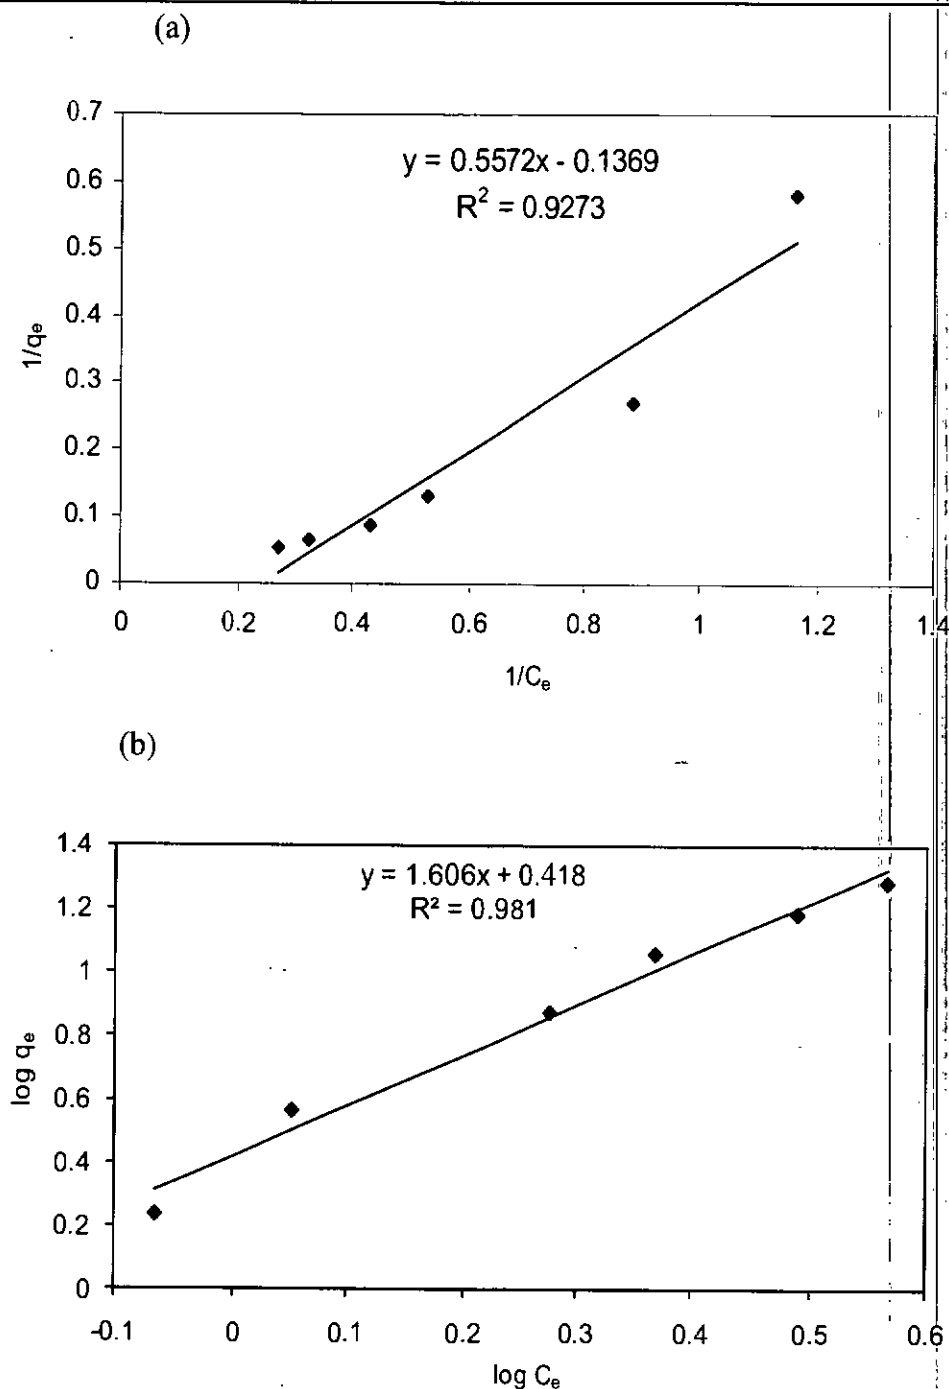 (a)
0.7
0.6
0.5
0.4
0.3
0.2
0.1
0
y = 0.5572x - 0.1369
R² = 0.9273
1/qₑ
0 0.2 0.4 0.6 0.8 1 1.2 1.4
1/Cₑ
(b)
1.4
1.2
1
0.8
0.6
0.4
0.2
0
y = 1.606x + 0.418
R² = 0.981
log qₑ
-0.1 0 0.1 0.2 0.3 0.4 0.5 0.6
log Cₑ